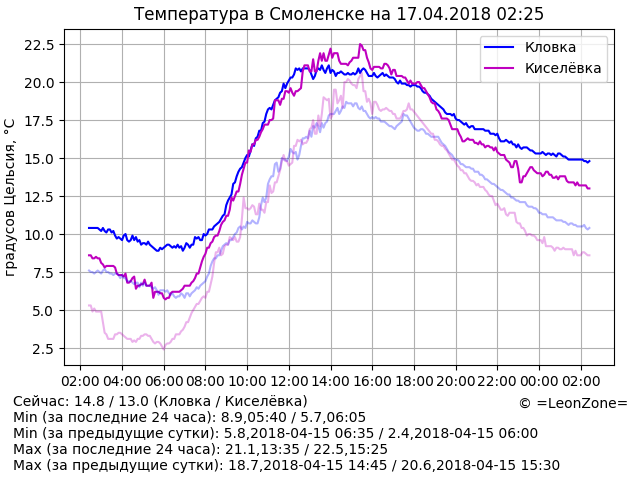 Температура в Смоленске на 17.04.2018 02:25
Кловка
Киселёвка
градусов Цельсия, °C
22.5
20.0
17.5
15.0
12.5
10.0
7.5
5.0
2.5
02:00 04:00 06:00 08:00 10:00 12:00 14:00 16:00 18:00 20:00 22:00 00:00 02:00
Сейчас: 14.8 / 13.0 (Кловка / Киселёвка)
© =LeonZone=
Min (за последние 24 часа): 8.9,05:40 / 5.7,06:05
Min (за предыдущие сутки): 5.8,2018-04-15 06:35 / 2.4,2018-04-15 06:00
Max (за последние 24 часа): 21.1,13:35 / 22.5,15:25
Max (за предыдущие сутки): 18.7,2018-04-15 14:45 / 20.6,2018-04-15 15:30